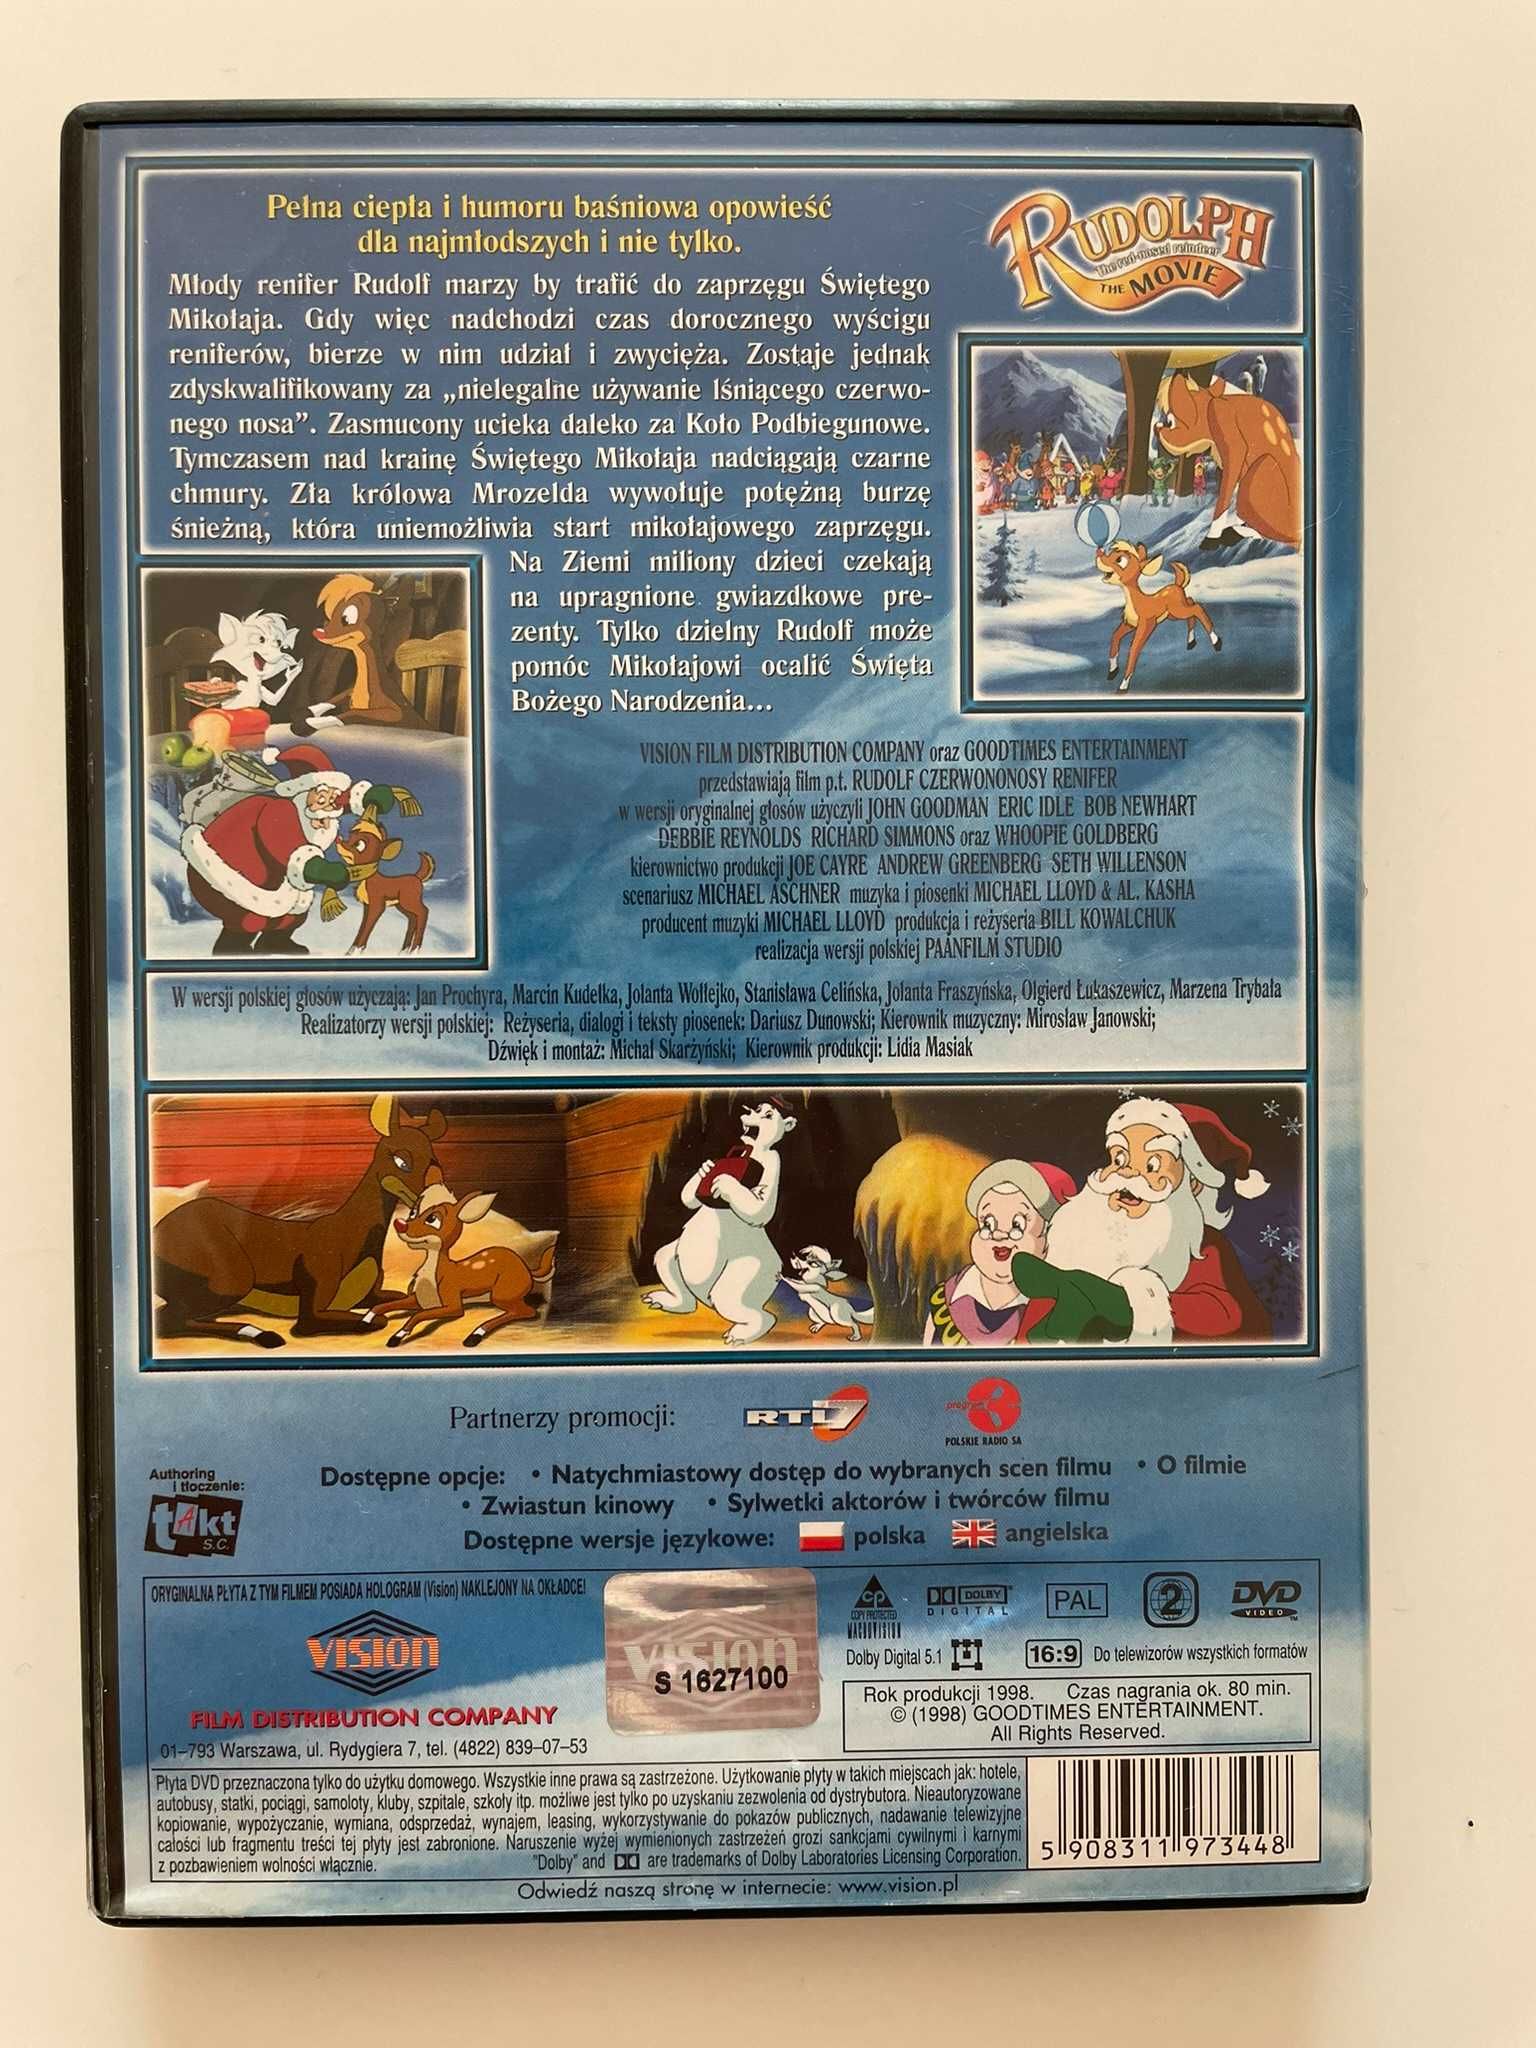 Pełna ciepła i humoru baśniowa opowieść
dla najmłodszych i nie tylko.
RUDOLPH
the red-nosed reindeer
THE MOVIE
Młody renifer Rudolf marzy by trafić do zaprzęgu Świętego
Mikołaja. Gdy więc nadchodzi czas dorocznego wyścigu
reniferów, bierze w nim udział i zwycięża. Zostaje jednak
zdyskwalifikowany za „nielegalne używanie lśniącego czerwo-
nego nosa”. Zasmucony ucieka daleko za Koło Podbiegunowe.
Tymczasem nad krainę Świętego Mikołaja nadciągają czarne
chmury. Zła królowa Mrozelda wywołuje potężną burzę
śnieżną, która uniemożliwia start mikołajowego zaprzęgu.
Na Ziemi miliony dzieci czekają
na upragnione gwiazdkowe pre-
zenty. Tylko dzielny Rudolf może
pomóc Mikołajowi ocalić Święta
Bożego Narodzenia...
VISION FILM DISTRIBUTION COMPANY oraz GOODTIMES ENTERTAINMENT
przedstawiają film p.t. RUDOLF CZERWONONOSY RENIFER
w wersji oryginalnej głosów użyczyli JOHN GOODMAN ERIC IDLE BOB NEWHART
DEBBIE REYNOLDS RICHARD SIMMONS oraz WHOOPIE GOLDBERG
kierownictwo produkcji JOE CAYRE ANDREW GREENBERG SETH WILLENSON
scenariusz MICHAEL ASCHNER muzyka i piosenki MICHAEL LLOYD & AL. KASHA
producent muzyki MICHAEL LLOYD produkcja i reżyseria BILL KOWALCHUK
realizacja wersji polskiej PAANFILM STUDIO
W wersji polskiej głosów użyczają: Jan Prochyra, Marcin Kudełka, Jolanta Wołłejko, Stanisława Celińska, Jolanta Fraszyńska, Olgierd Łukaszewicz, Marzena Trybała
Realizatorzy wersji polskiej: Reżyseria, dialogi i teksty piosenek: Dariusz Dunowski; Kierownik muzyczny: Mirosław Janowski;
Dźwięk i montaż: Michał Skarżyński; Kierownik produkcji: Lidia Masiak
Partnerzy promocji:
RTL7
program 3
POLSKIE RADIO SA
Authoring
i tłoczenie:
tAkt
S.C.
Dostępne opcje: • Natychmiastowy dostęp do wybranych scen filmu • O filmie
• Zwiastun kinowy • Sylwetki aktorów i twórców filmu
Dostępne wersje językowe: polska angielska
ORYGINALNA PŁYTA Z TYM FILMEM POSIADA HOLOGRAM (Vision) NAKLEJONY NA OKŁADCE!
VISION
FILM DISTRIBUTION COMPANY
01–793 Warszawa, ul. Rydygiera 7, tel. (4822) 839–07–53
VISION
S 1627100
CP
COPY PROTECTED
MACROVISION
DOLBY
DIGITAL
PAL
2
DVD
VIDEO
TM
Dolby Digital 5.1
16:9 Do telewizorów wszystkich formatów
Rok produkcji 1998. Czas nagrania ok. 80 min.
© (1998) GOODTIMES ENTERTAINMENT.
All Rights Reserved.
Płyta DVD przeznaczona tylko do użytku domowego. Wszystkie inne prawa są zastrzeżone. Użytkowanie płyty w takich miejscach jak: hotele,
autobusy, statki, pociągi, samoloty, kluby, szpitale, szkoły itp. możliwe jest tylko po uzyskaniu zezwolenia od dystrybutora. Nieautoryzowane
kopiowanie, wypożyczanie, wymiana, odsprzedaż, wynajem, leasing, wykorzystywanie do pokazów publicznych, nadawanie telewizyjne
całości lub fragmentu treści tej płyty jest zabronione. Naruszenie wyżej wymienionych zastrzeżeń grozi sankcjami cywilnymi i karnymi
z pozbawieniem wolności włącznie.
"Dolby" and are trademarks of Dolby Laboratories Licensing Corporation.
5 908311 973448
Odwiedź naszą stronę w internecie: www.vision.pl